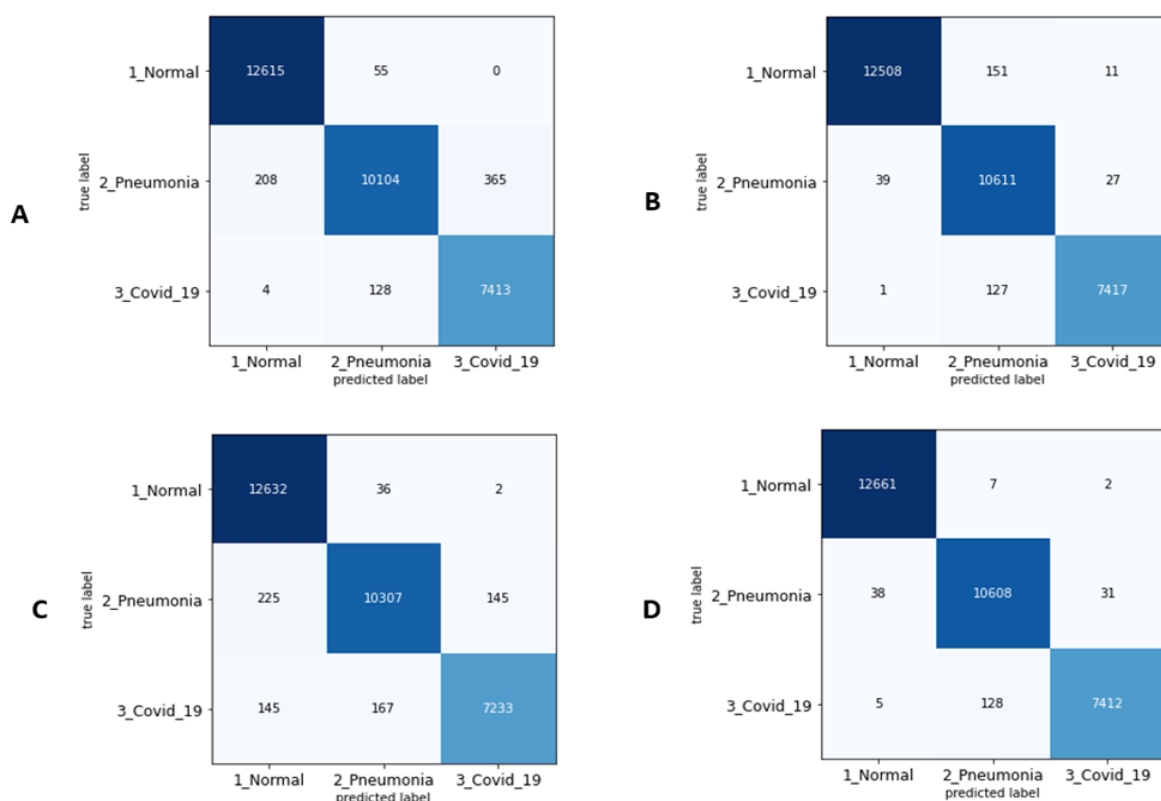 A
true label
1_Normal
12615 55 0
2_Pneumonia
208 10104 365
3_Covid_19
4 128 7413
1_Normal 2_Pneumonia 3_Covid_19
predicted label
B
true label
1_Normal
12508 151 11
2_Pneumonia
39 10611 27
3_Covid_19
1 127 7417
1_Normal 2_Pneumonia 3_Covid_19
predicted label
C
true label
1_Normal
12632 36 2
2_Pneumonia
225 10307 145
3_Covid_19
145 167 7233
1_Normal 2_Pneumonia 3_Covid_19
predicted label
D
true label
1_Normal
12661 7 2
2_Pneumonia
38 10608 31
3_Covid_19
5 128 7412
1_Normal 2_Pneumonia 3_Covid_19
predicted label